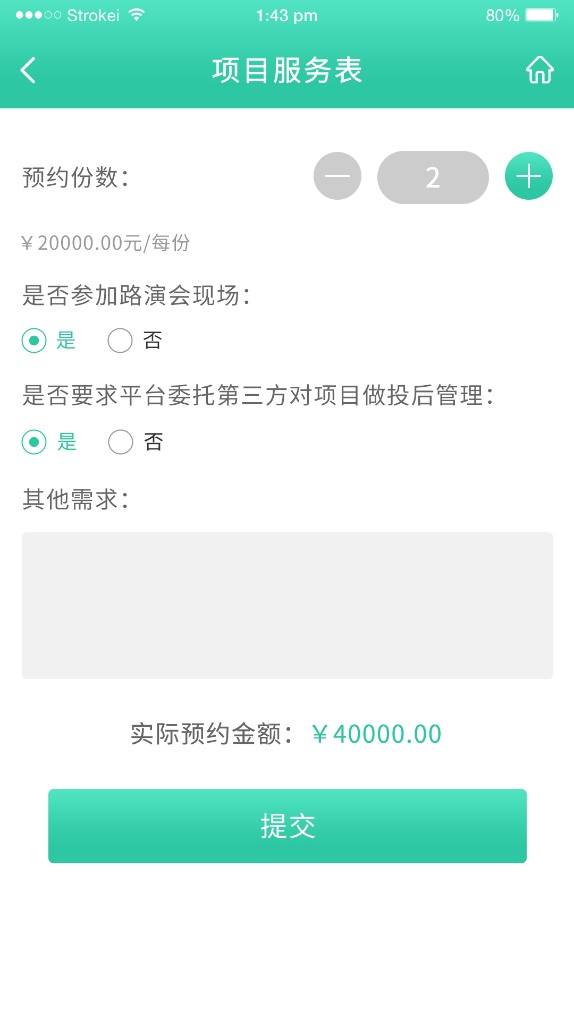 Strokei 1:43 pm 80%
项目服务表
预约份数： 2
￥20000.00元/每份
是否参加路演会现场：
是 否
是否要求平台委托第三方对项目做投后管理：
是 否
其他需求：
实际预约金额：￥40000.00
提交